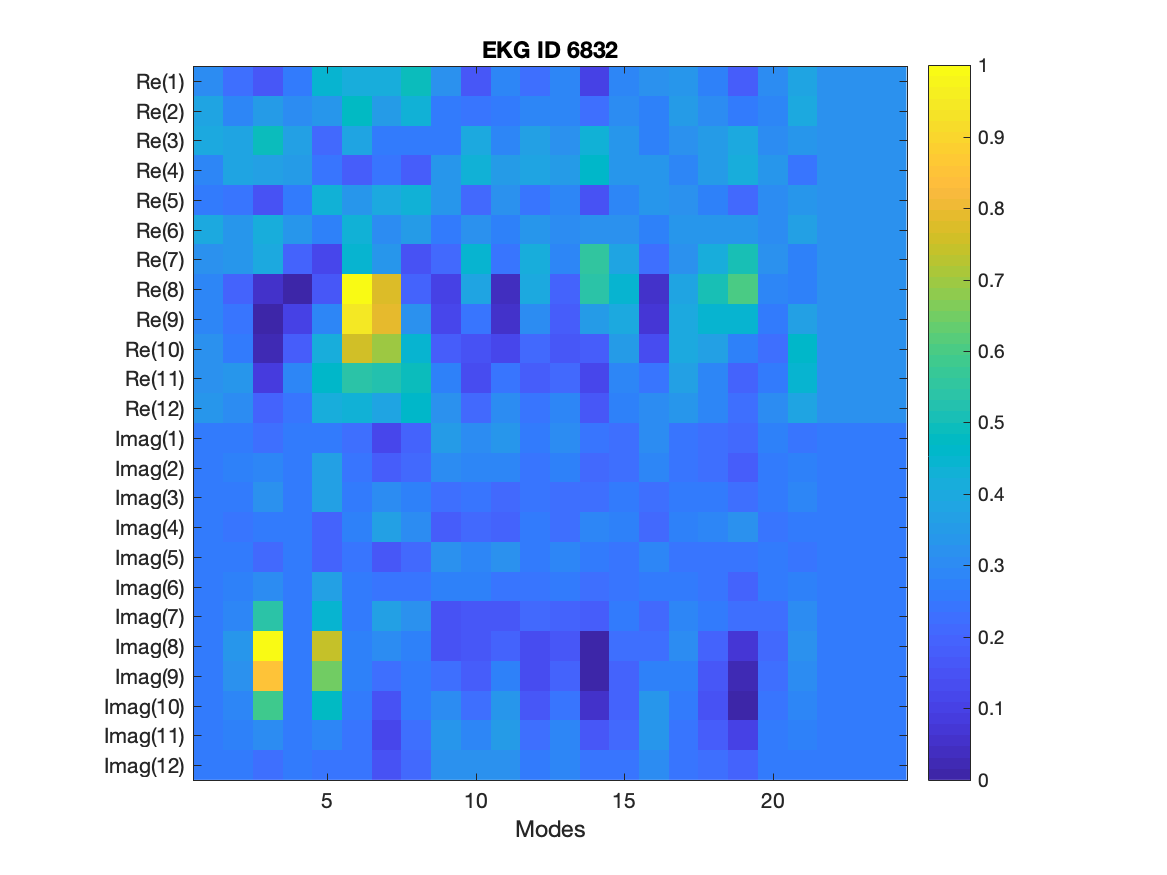 EKG ID 6832
Re(1)
Re(2)
Re(3)
Re(4)
Re(5)
Re(6)
Re(7)
Re(8)
Re(9)
Re(10)
Re(11)
Re(12)
Imag(1)
Imag(2)
Imag(3)
Imag(4)
Imag(5)
Imag(6)
Imag(7)
Imag(8)
Imag(9)
Imag(10)
Imag(11)
Imag(12)
5 10 15 20
Modes
1
0.9
0.8
0.7
0.6
0.5
0.4
0.3
0.2
0.1
0